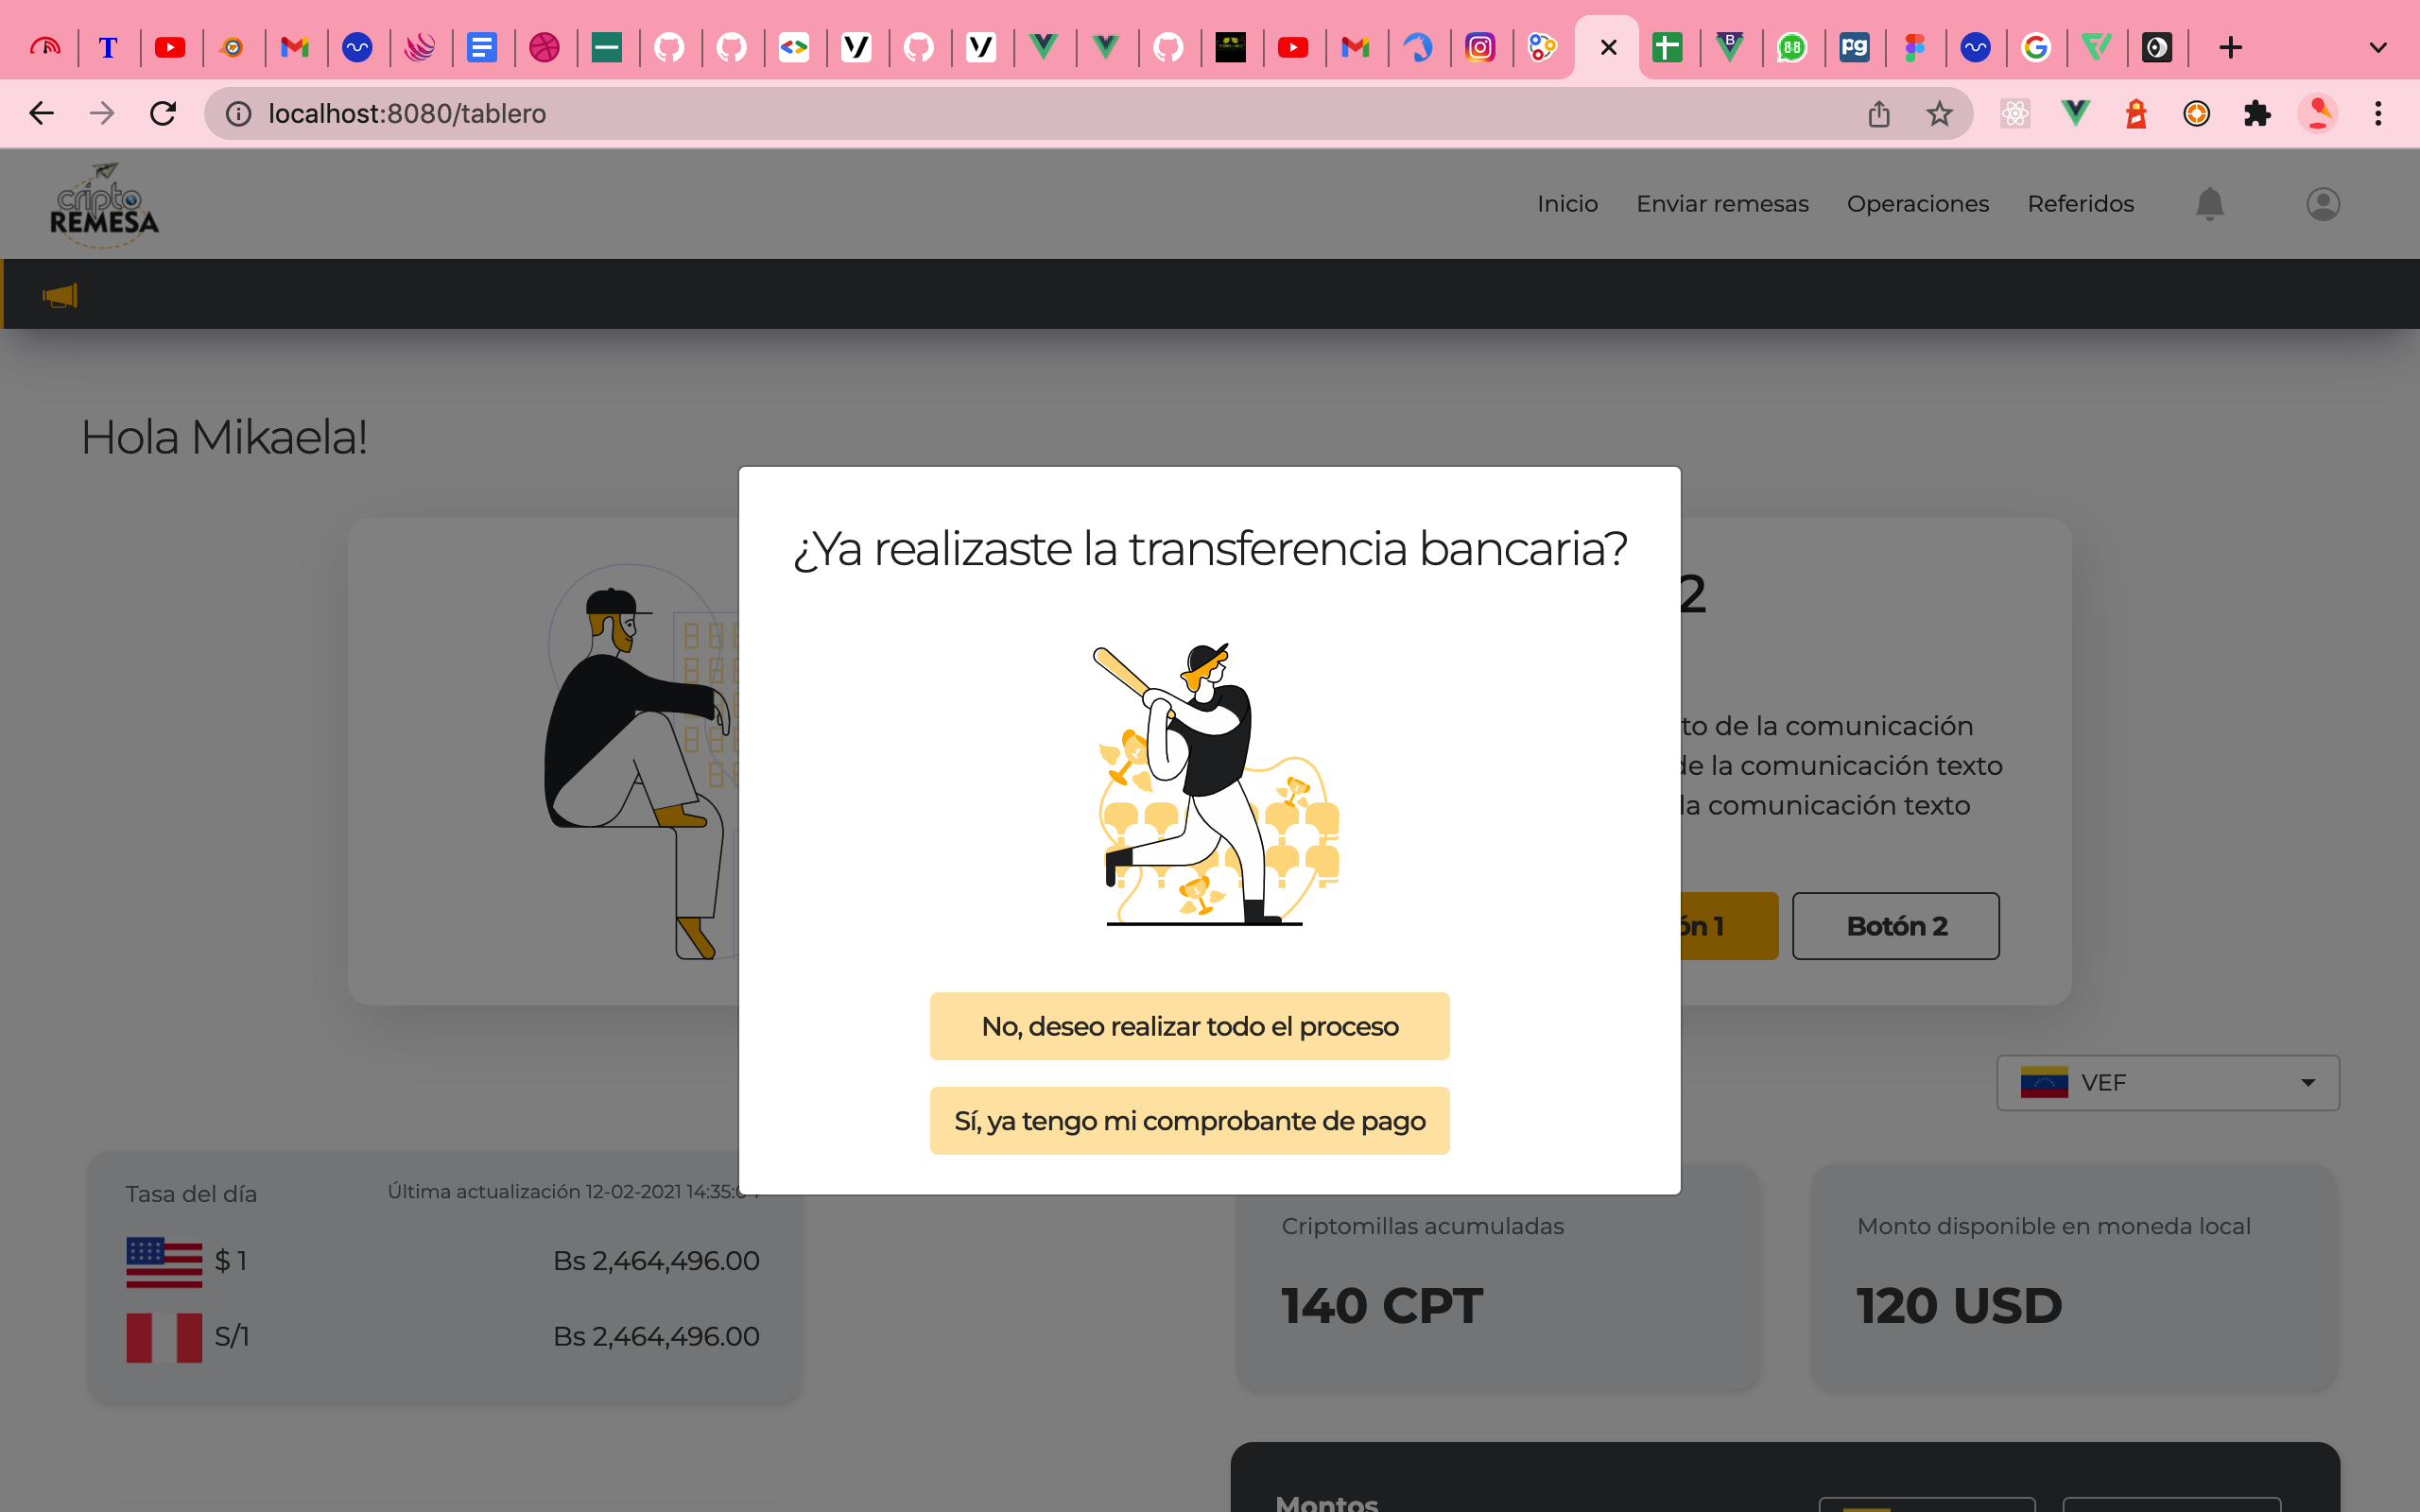 localhost:8080/tablero
cripto
REMESA
Inicio
Enviar remesas
Operaciones
Referidos
Hola Mikaela!
¿Ya realizaste la transferencia bancaria?
2
to de la comunicación
de la comunicación texto
la comunicación texto
ón 1
Botón 2
No, deseo realizar todo el proceso
Sí, ya tengo mi comprobante de pago
VEF
Tasa del día
Última actualización 12-02-2021 14:35:0
$ 1
Bs 2,464,496.00
S/1
Bs 2,464,496.00
Criptomillas acumuladas
140 CPT
Monto disponible en moneda local
120 USD
Montos